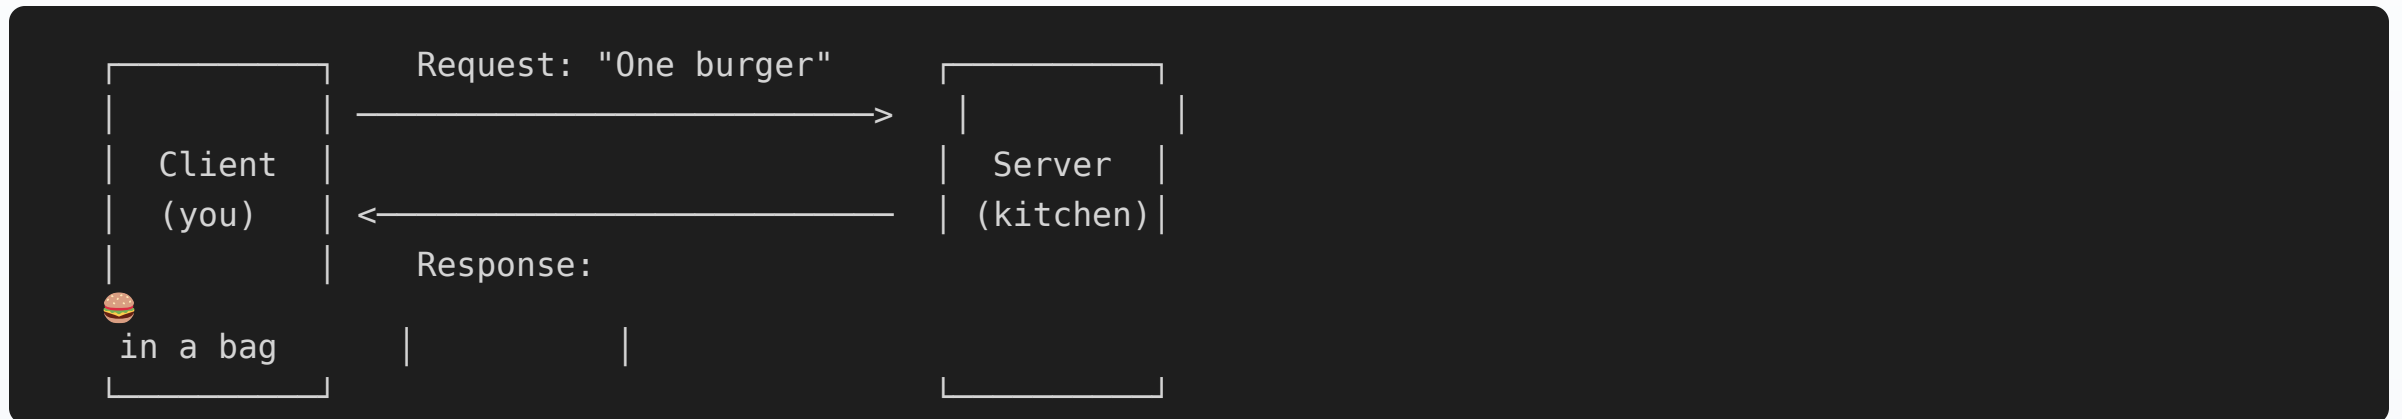 Request: "One burger"
Client Server
(you) (kitchen)
Response:
🍔
in a bag